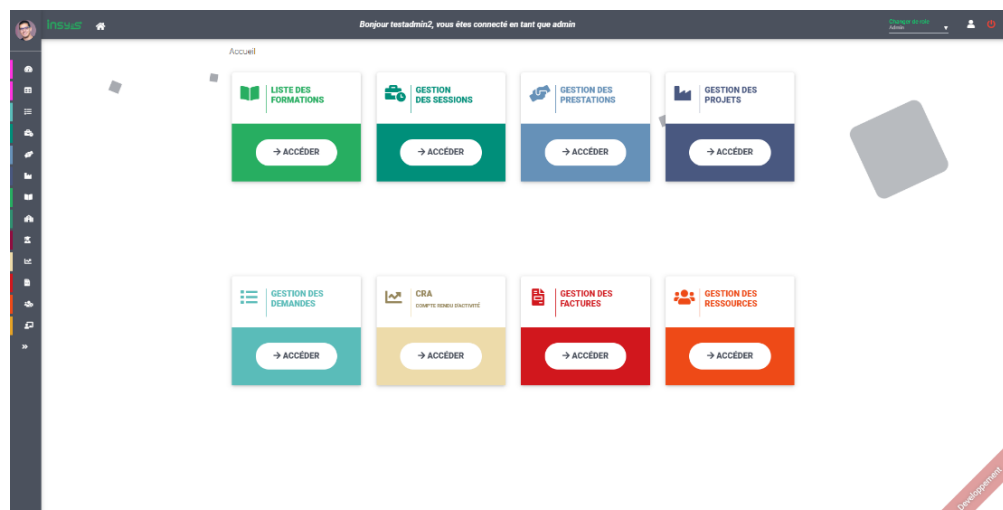 insyus
Bonjour testadmin2, vous êtes connecté en tant que admin
Changer de role
Admin
Accueil
LISTE DES
FORMATIONS
GESTION
DES SESSIONS
GESTION DES
PRESTATIONS
GESTION DES
PROJETS
→ ACCÉDER
→ ACCÉDER
→ ACCÉDER
→ ACCÉDER
GESTION DES
DEMANDES
CRA
COMPTE RENDU D'ACTIVITÉ
GESTION DES
FACTURES
GESTION DES
RESSOURCES
→ ACCÉDER
→ ACCÉDER
→ ACCÉDER
→ ACCÉDER
Developpement